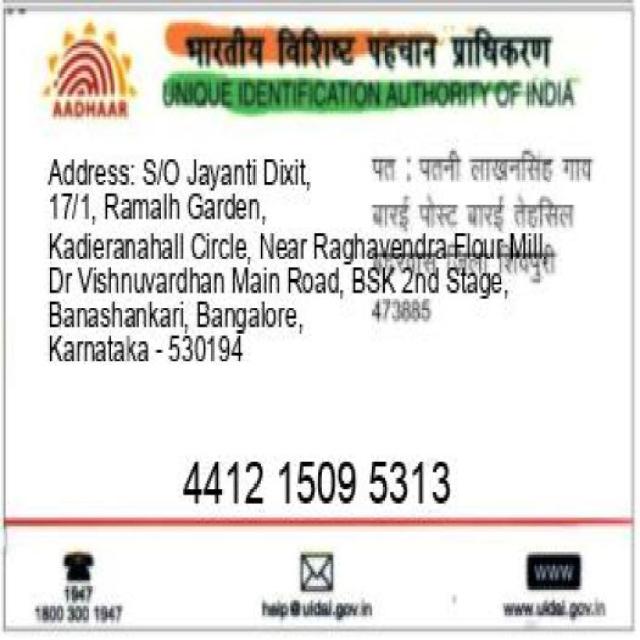 भारतीय विशिष्ट पहचान प्राधिकरण
UNIQUE IDENTIFICATION AUTHORITY OF INDIA
AADHAAR
Address: S/O Jayanti Dixit,
17/1, Ramalh Garden,
Kadieranahall Circle, Near Raghavendra Flour Mill,
Dr Vishnuvardhan Main Road, BSK 2nd Stage,
Banashankari, Bangalore,
Karnataka - 530194
पत : पतनी लाखनसिंह गाय
बारई पोस्ट बारई तेहसिल
जिला शिवपुरी
473885
4412 1509 5313
1947
1800 300 1947
help@uidai.gov.in
WWW
www.uidai.gov.in